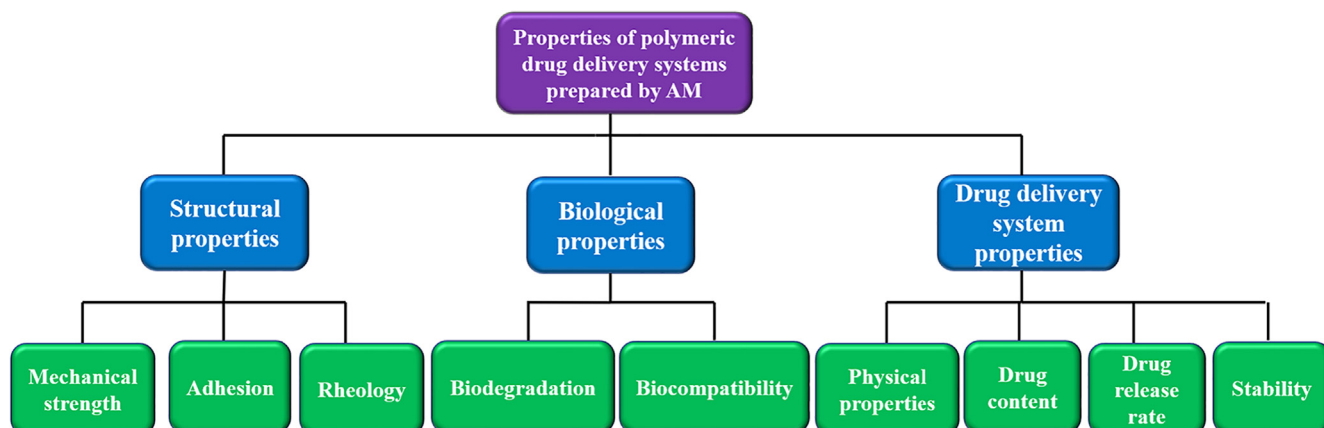 Properties of polymeric
drug delivery systems
prepared by AM
Structural
properties
Biological
properties
Drug delivery
system
properties
Mechanical
strength
Adhesion
Rheology
Biodegradation
Biocompatibility
Physical
properties
Drug
content
Drug
release
rate
Stability